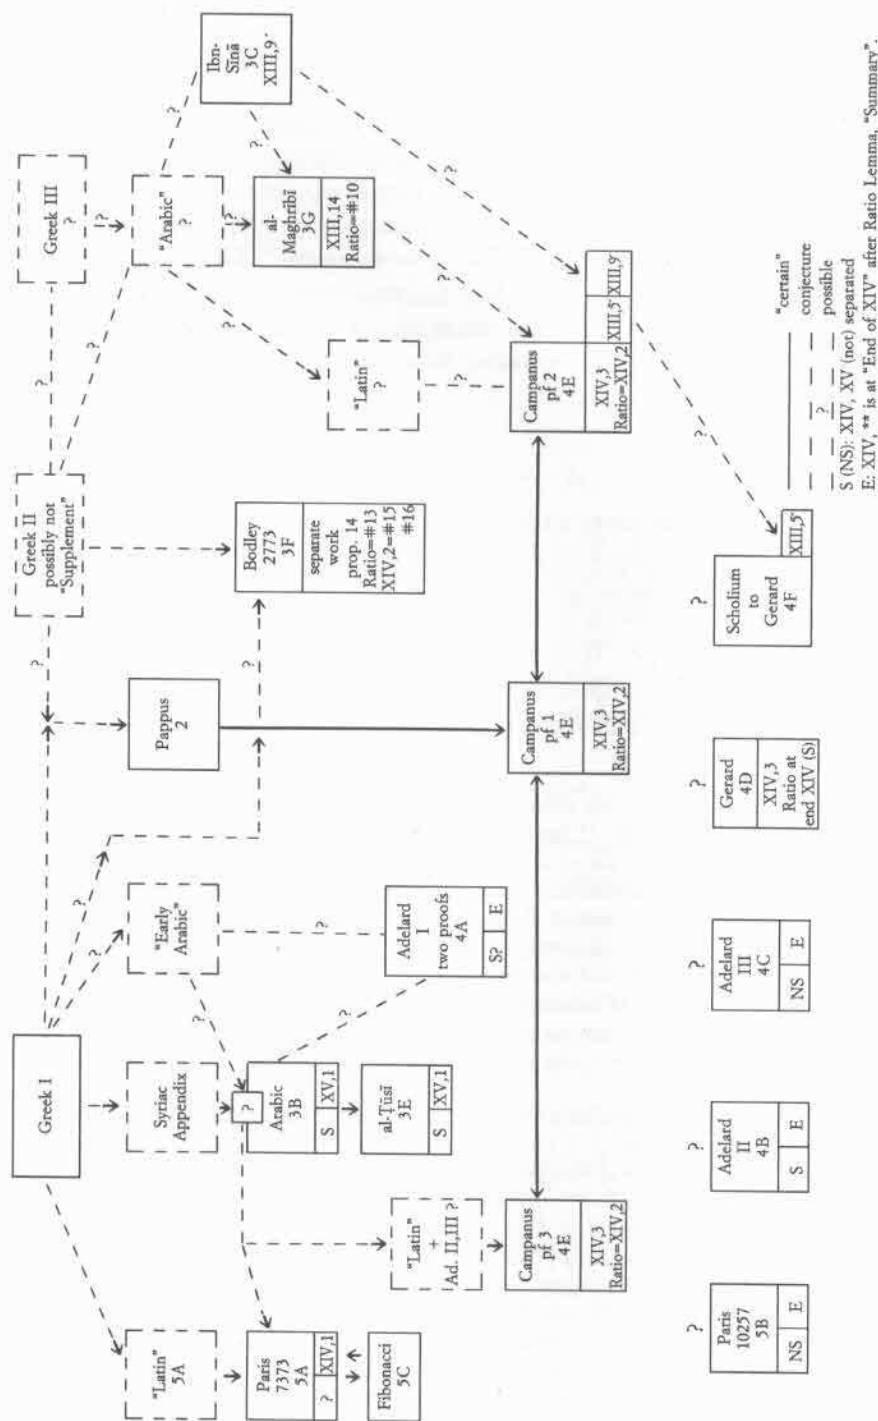 Greek 1
Greek II
possibly not
"Supplement"
Greek III
?
"Latin"
5A
Syriac
Appendix
"Early
Arabic"
Pappus
2
"Arabic"
?
Ibn-
Sīnā
3C
XIII,9
Paris
7373
5A
? XIV,1
?
Arabic
3B
S XV,1
Bodley
2773
3F
separate
work
prop. 14
Ratio=#13
XIV,2=#15
#16
al-
Maghribī
3G
XIII,14
Ratio=#10
Fibonacci
5C
al-Ṭūsī
3E
S XV,1
Adelard
I
two proofs
4A
S? E
"Latin"
?
"Latin"
+
Ad. II,III ?
Campanus
pf 3
4E
XIV,3
Ratio=XIV,2
Campanus
pf 1
4E
XIV,3
Ratio=XIV,2
Campanus
pf 2
4E
XIV,3
Ratio=XIV,2
XIII,5 XIII,9
?
Paris
10257
5B
NS E
?
Adelard
II
4B
S E
?
Adelard
III
4C
NS E
?
Gerard
4D
XIV,3
Ratio at
end XIV (S)
?
Scholium
to
Gerard
4F
XIII,5
"certain"
conjecture
? possible
S (NS): XIV, XV (not) separated
E: XIV, ** is at "End of XIV" after Ratio Lemma, "Summary".